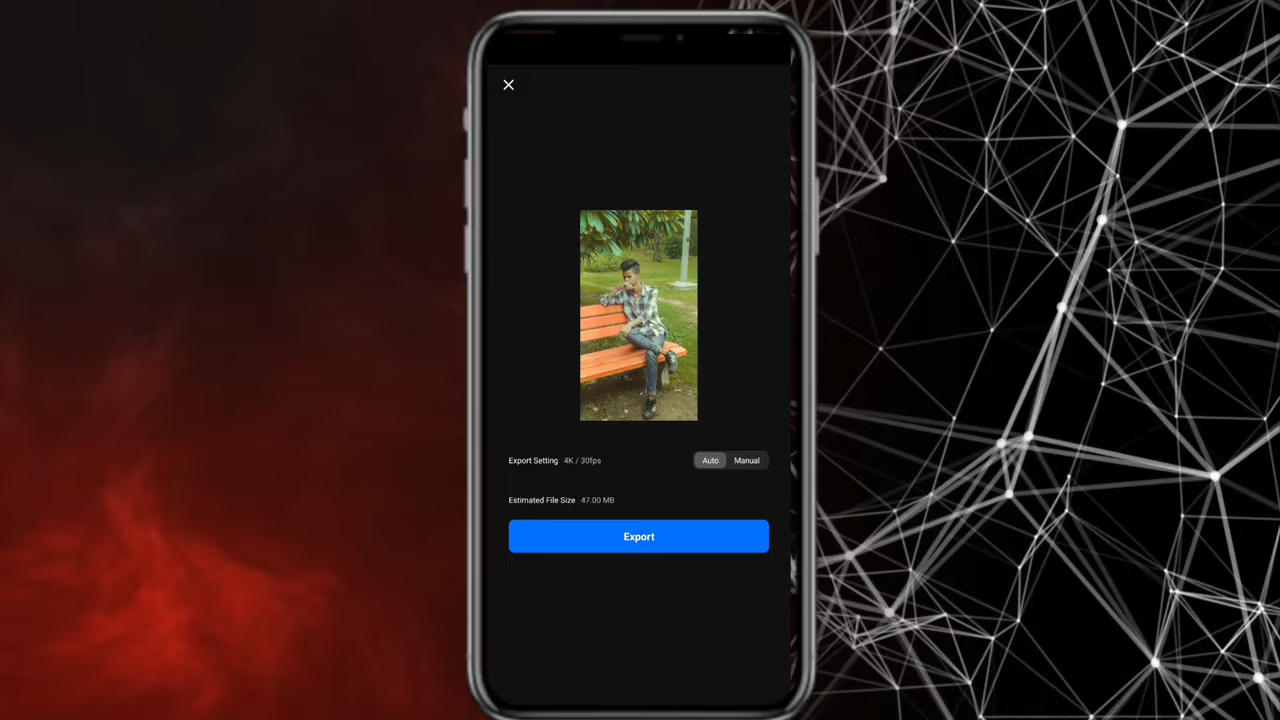 Export Setting 4K / 30fps Auto Manual
Estimated File Size 47.00 MB
Export